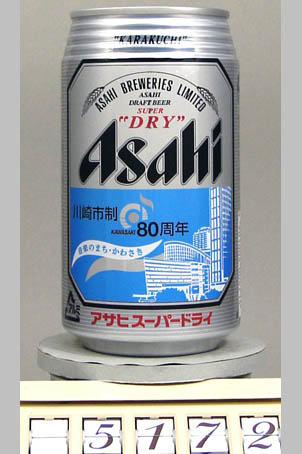 "KARAKUCHI"
ASAHI BREWERIES LIMITED
ASAHI
DRAFT BEER
SUPER
"DRY"
Asahi
川崎市制
KAWASAKI 80周年
音楽のまち・かわさき
アサヒスーパードライ
5172